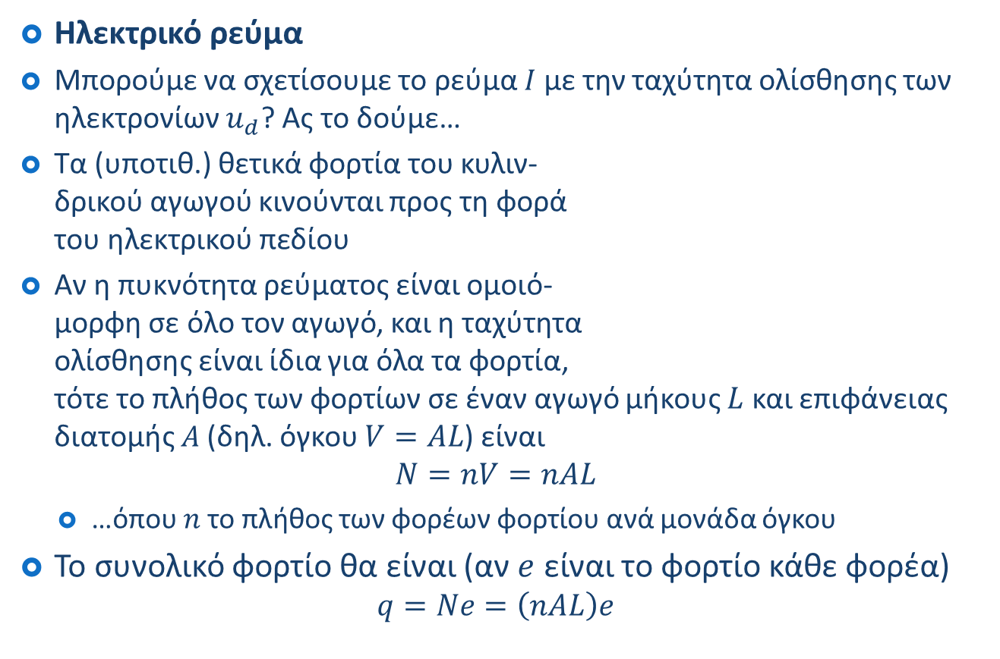 Ηλεκτρικό ρεύμα
Μπορούμε να σχετίσουμε το ρεύμα I με την ταχύτητα ολίσθησης των
ηλεκτρονίων u_d? Ας το δούμε…
Τα (υποτιθ.) θετικά φορτία του κυλιν-
δρικού αγωγού κινούνται προς τη φορά
του ηλεκτρικού πεδίου
Αν η πυκνότητα ρεύματος είναι ομοιό-
μορφη σε όλο τον αγωγό, και η ταχύτητα
ολίσθησης είναι ίδια για όλα τα φορτία,
τότε το πλήθος των φορτίων σε έναν αγωγό μήκους L και επιφάνειας
διατομής A (δηλ. όγκου V = AL) είναι
N = nV = nAL
…όπου n το πλήθος των φορέων φορτίου ανά μονάδα όγκου
Το συνολικό φορτίο θα είναι (αν e είναι το φορτίο κάθε φορέα)
q = Ne = (nAL)e